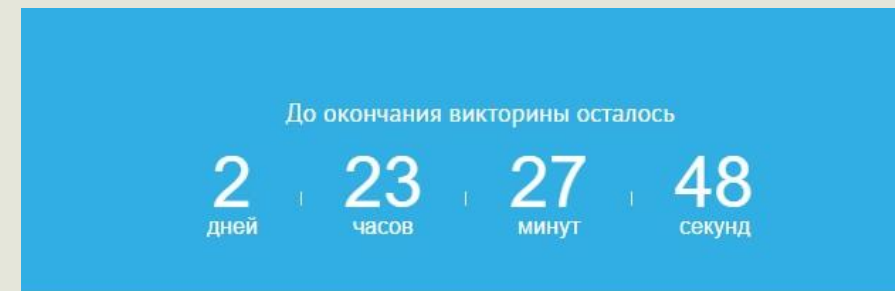 До окончания викторины осталось
2 23 27 48
дней часов минут секунд